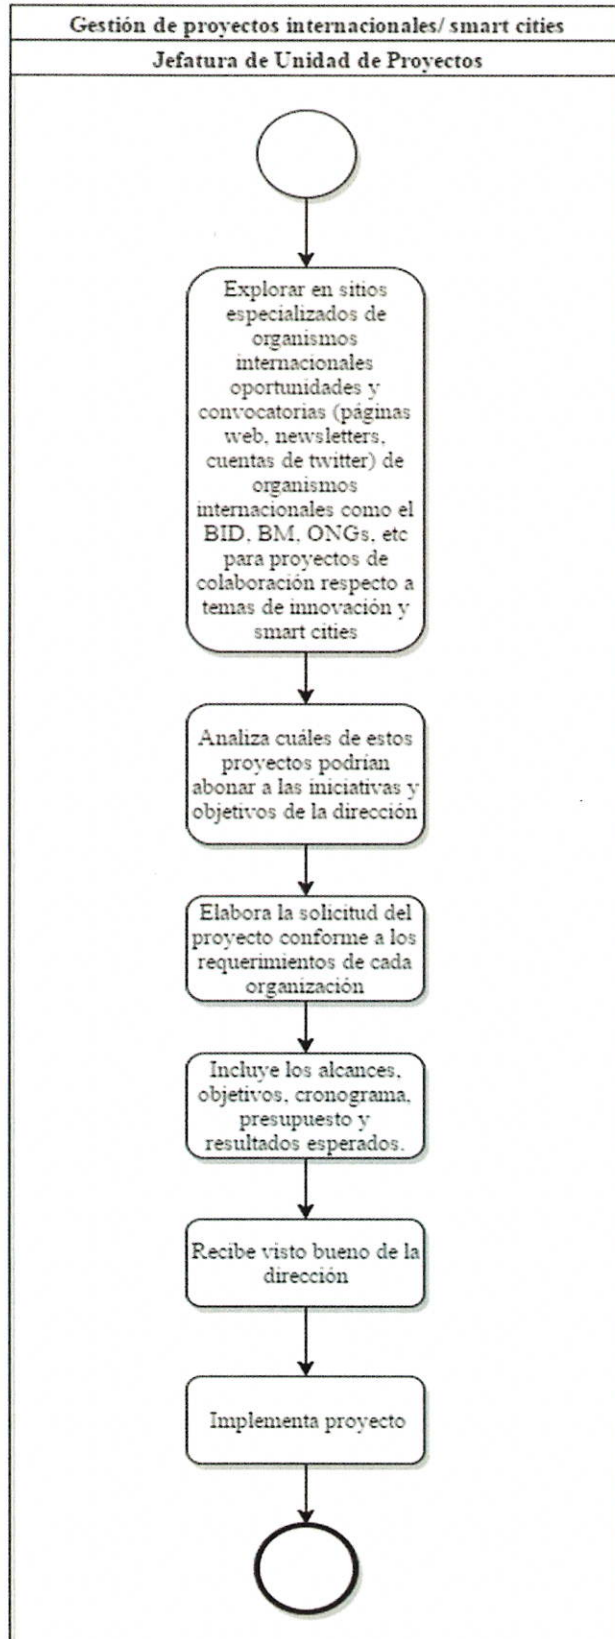 Gestión de proyectos internacionales/ smart cities
Jefatura de Unidad de Proyectos
Explorar en sitios
especializados de
organismos
internacionales
oportunidades y
convocatorias (páginas
web, newsletters,
cuentas de twitter) de
organismos
internacionales como el
BID, BM, ONGs, etc
para proyectos de
colaboración respecto a
temas de innovación y
smart cities
Analiza cuáles de estos
proyectos podrían
abonar a las iniciativas y
objetivos de la dirección
Elabora la solicitud del
proyecto conforme a los
requerimientos de cada
organización
Incluye los alcances,
objetivos, cronograma,
presupuesto y
resultados esperados.
Recibe visto bueno de la
dirección
Implementa proyecto